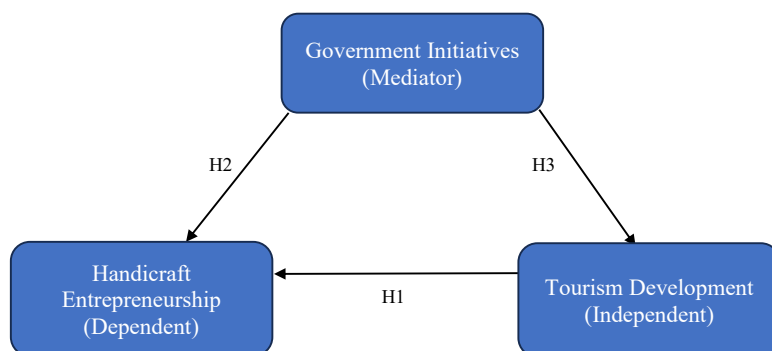 Government Initiatives
(Mediator)
H2
H3
Handicraft
Entrepreneurship
(Dependent)
H1
Tourism Development
(Independent)